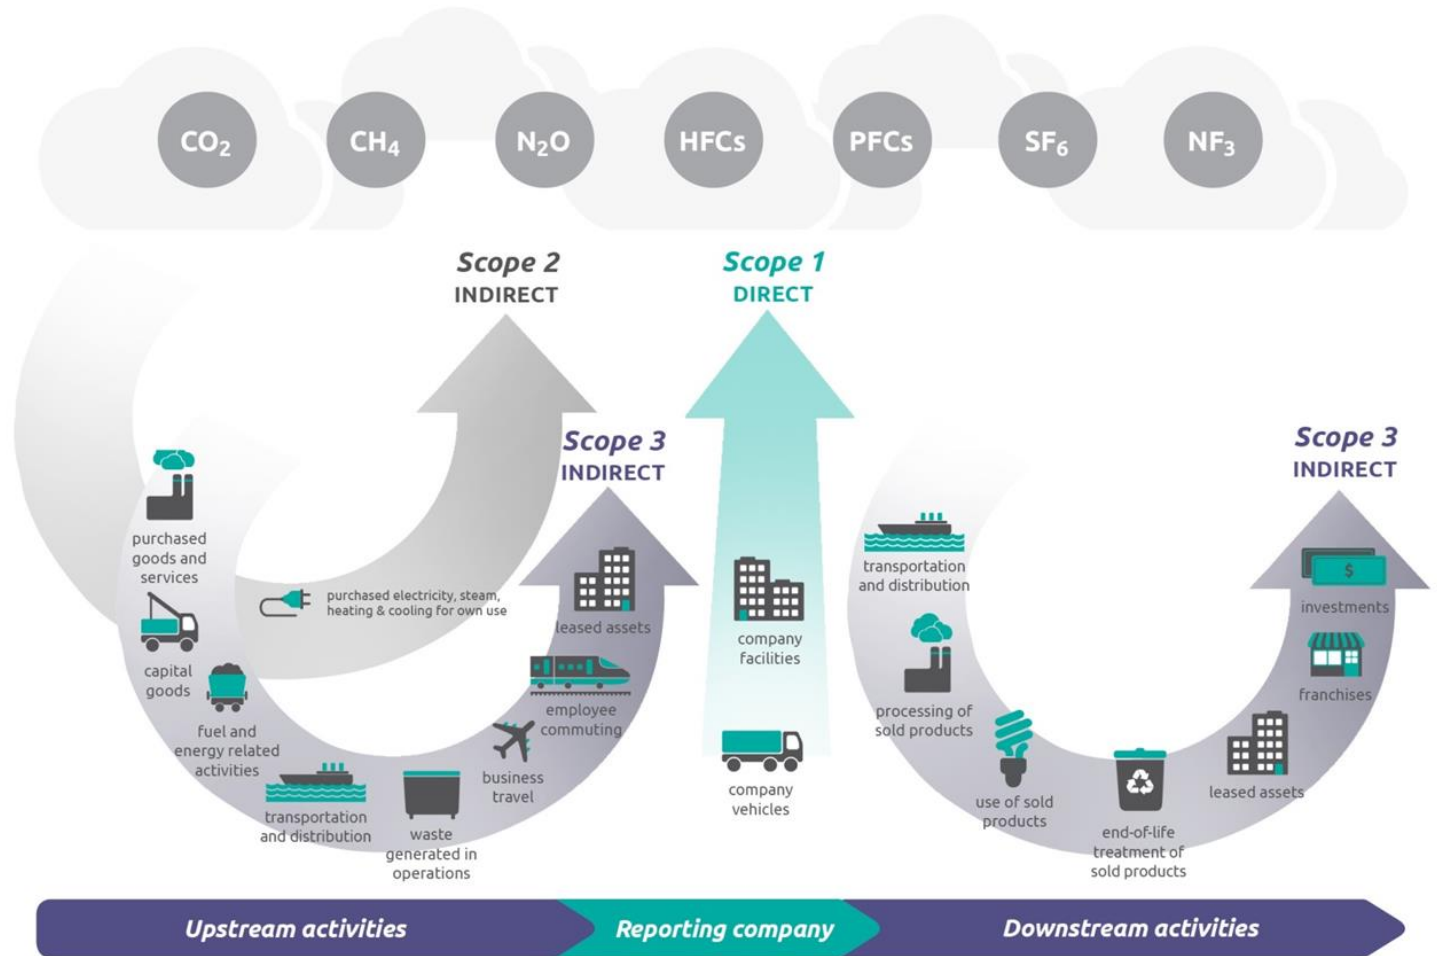 CO₂
CH₄
N₂O
HFCs
PFCs
SF₆
NF₃
Scope 2
INDIRECT
Scope 1
DIRECT
Scope 3
INDIRECT
Scope 3
INDIRECT
purchased
goods and
services
capital
goods
fuel and
energy related
activities
transportation
and distribution
waste
generated in
operations
business
travel
employee
commuting
leased assets
purchased electricity, steam,
heating & cooling for own use
company
facilities
company
vehicles
transportation
and distribution
processing of
sold products
use of sold
products
end-of-life
treatment of
sold products
leased assets
franchises
$
investments
Upstream activities
Reporting company
Downstream activities